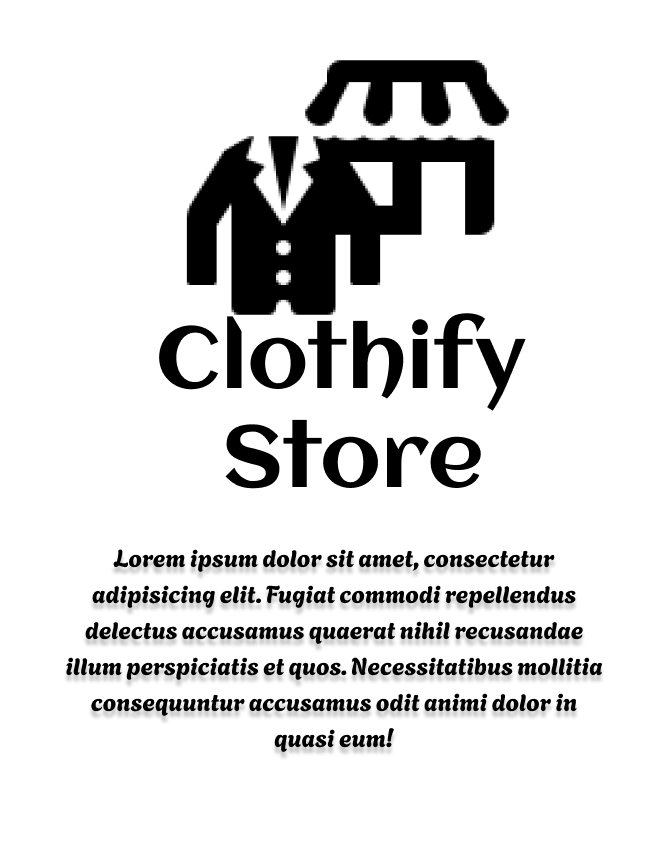 Clothify
Store
Lorem ipsum dolor sit amet, consectetur
adipisicing elit. Fugiat commodi repellendus
delectus accusamus quaerat nihil recusandae
illum perspiciatis et quos. Necessitatibus mollitia
consequuntur accusamus odit animi dolor in
quasi eum!